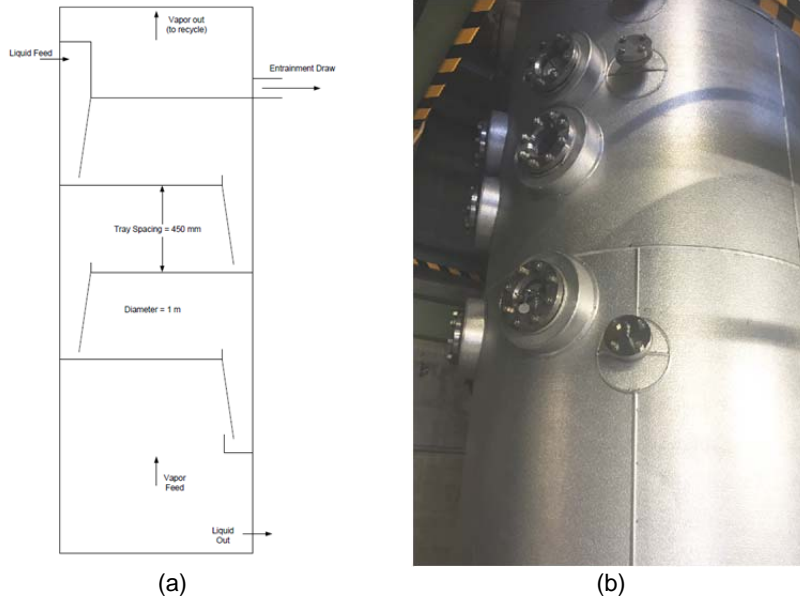 Vapor out
(to recycle)
Liquid Feed
Entrainment Draw
Tray Spacing = 450 mm
Diameter = 1 m
Vapor
Feed
Liquid
Out
(a)
(b)